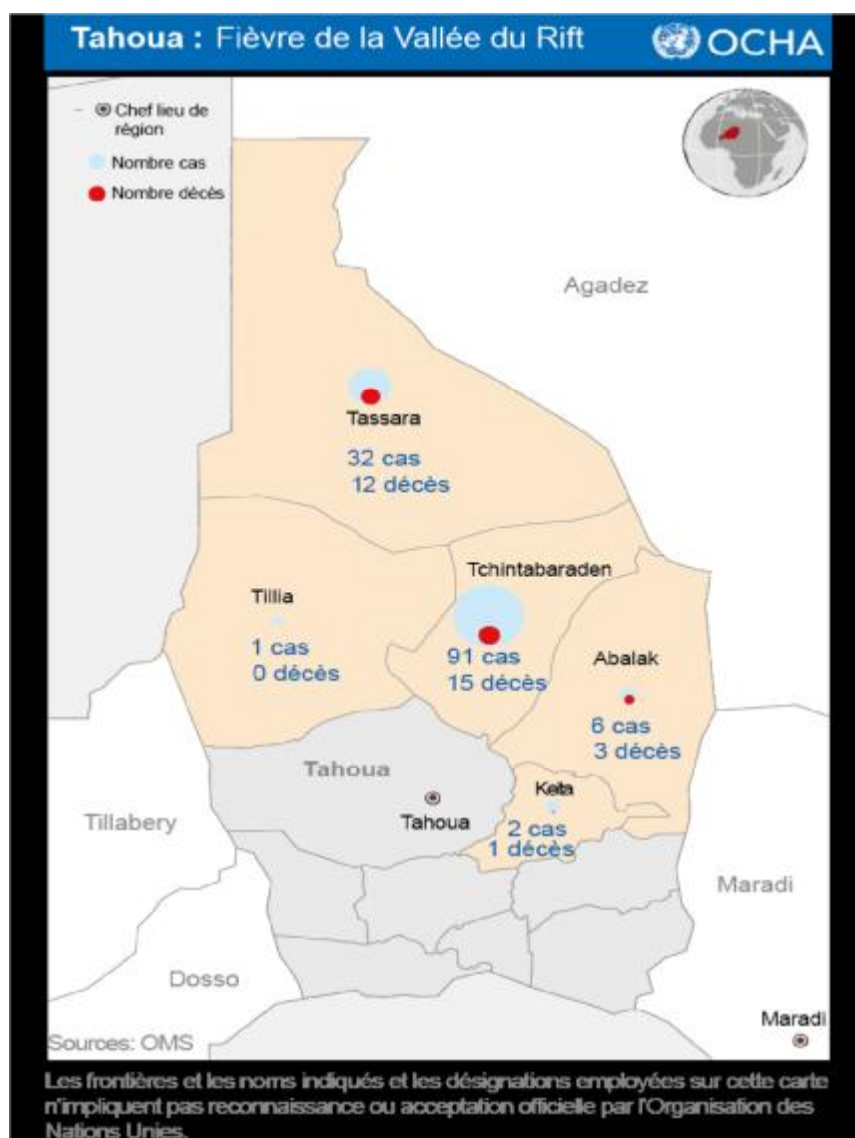 Tahoua : Fièvre de la Vallée du Rift
OCHA
Chef lieu de
région
Nombre cas
Nombre décès
Agadez
Tassara
32 cas
12 décès
Tchintabaraden
Tillia
1 cas
0 décès
91 cas
15 décès
Abalak
6 cas
3 décès
Tahoua
Keita
Tahoua
2 cas
1 décès
Tillabery
Maradi
Dosso
Maradi
Sources: OMS
Les frontières et les noms indiqués et les désignations employées sur cette carte
n'impliquent pas reconnaissance ou acceptation officielle par l'Organisation des
Nations Unies.